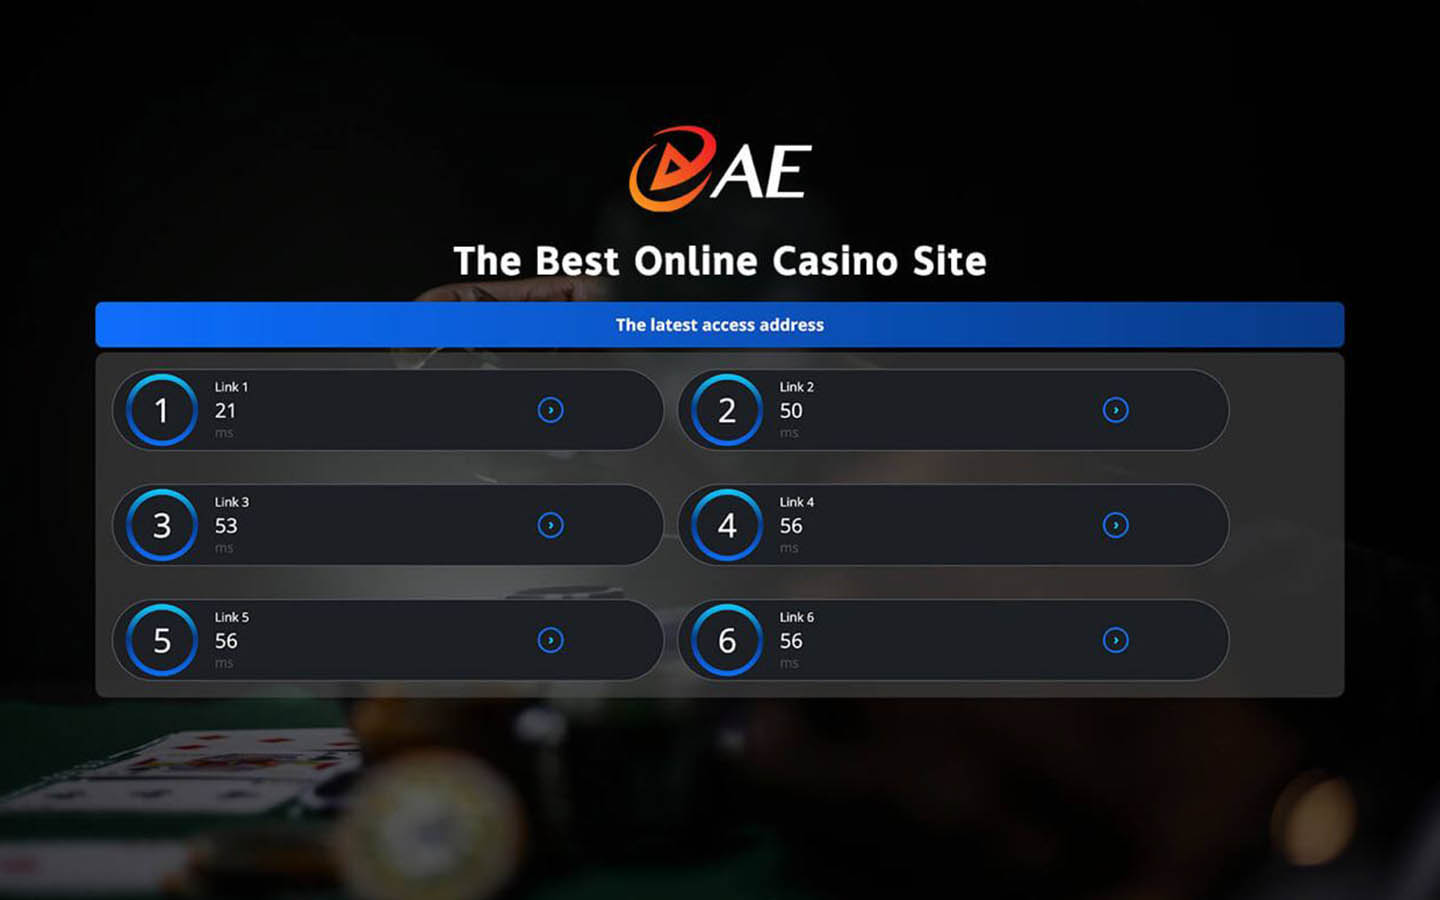 AE
The Best Online Casino Site
The latest access address
1
Link 1
21
ms
2
Link 2
50
ms
3
Link 3
53
ms
4
Link 4
56
ms
5
Link 5
56
ms
6
Link 6
56
ms